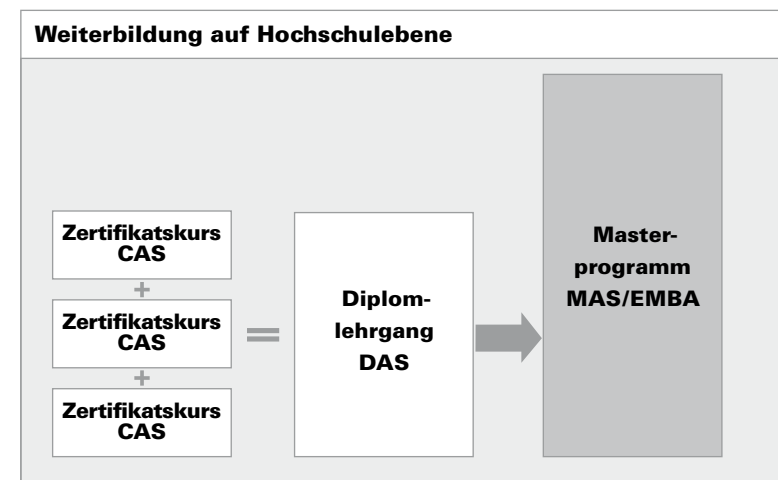 Weiterbildung auf Hochschulebene
Zertifikatskurs
CAS
+
Zertifikatskurs
CAS
+
Zertifikatskurs
CAS
=
Diplom-
lehrgang
DAS
Master-
programm
MAS/EMBA